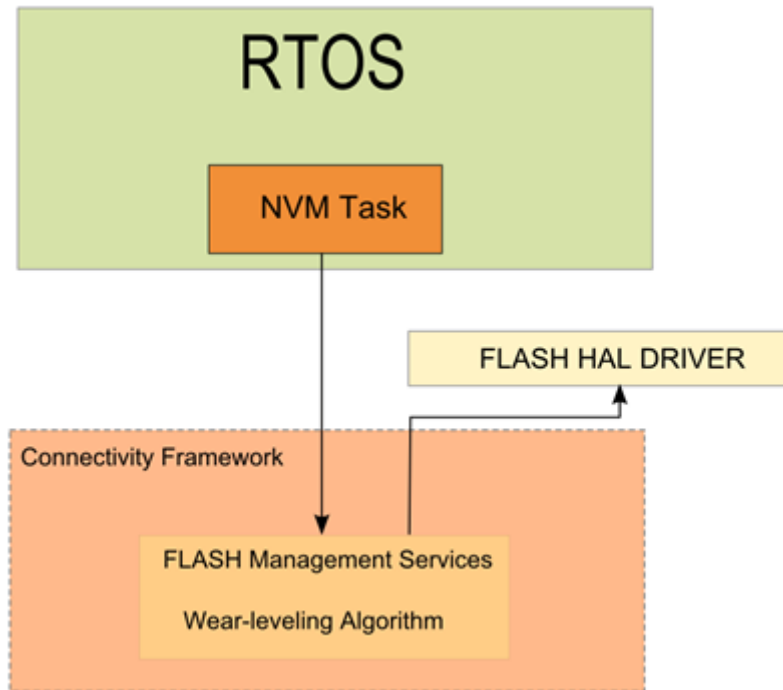 RTOS
NVM Task
FLASH HAL DRIVER
Connectivity Framework
FLASH Management Services
Wear-leveling Algorithm